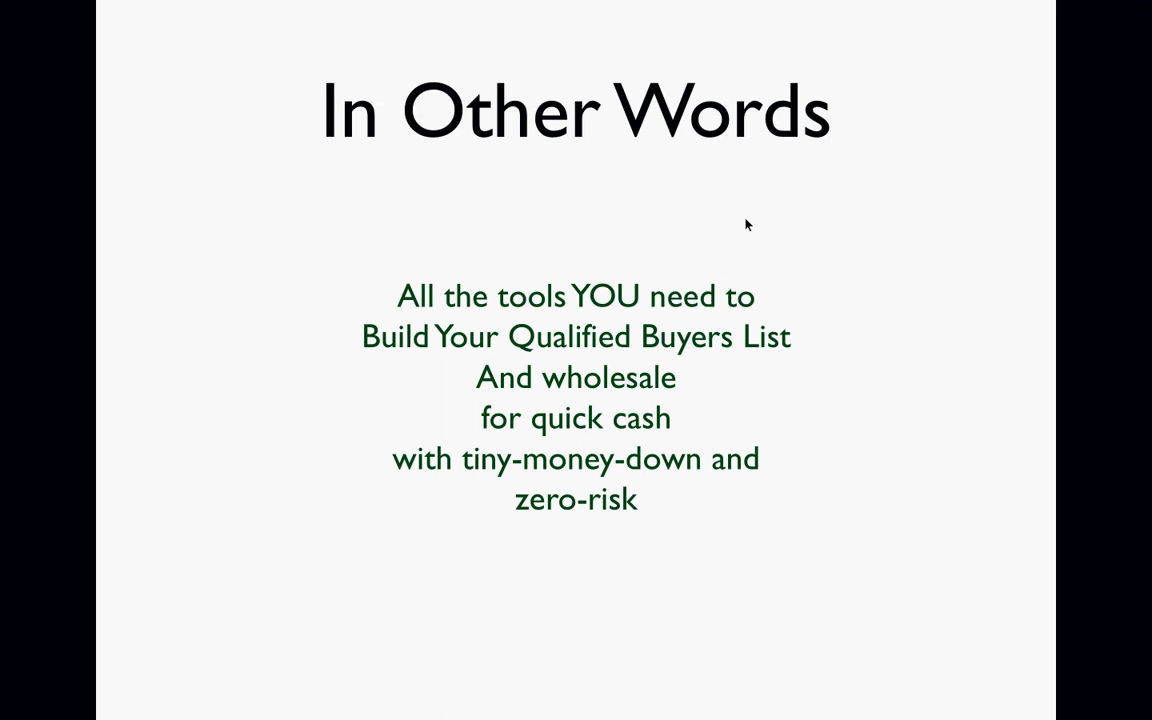 In Other Words
All the tools YOU need to
Build Your Qualified Buyers List
And wholesale
for quick cash
with tiny-money-down and
zero-risk